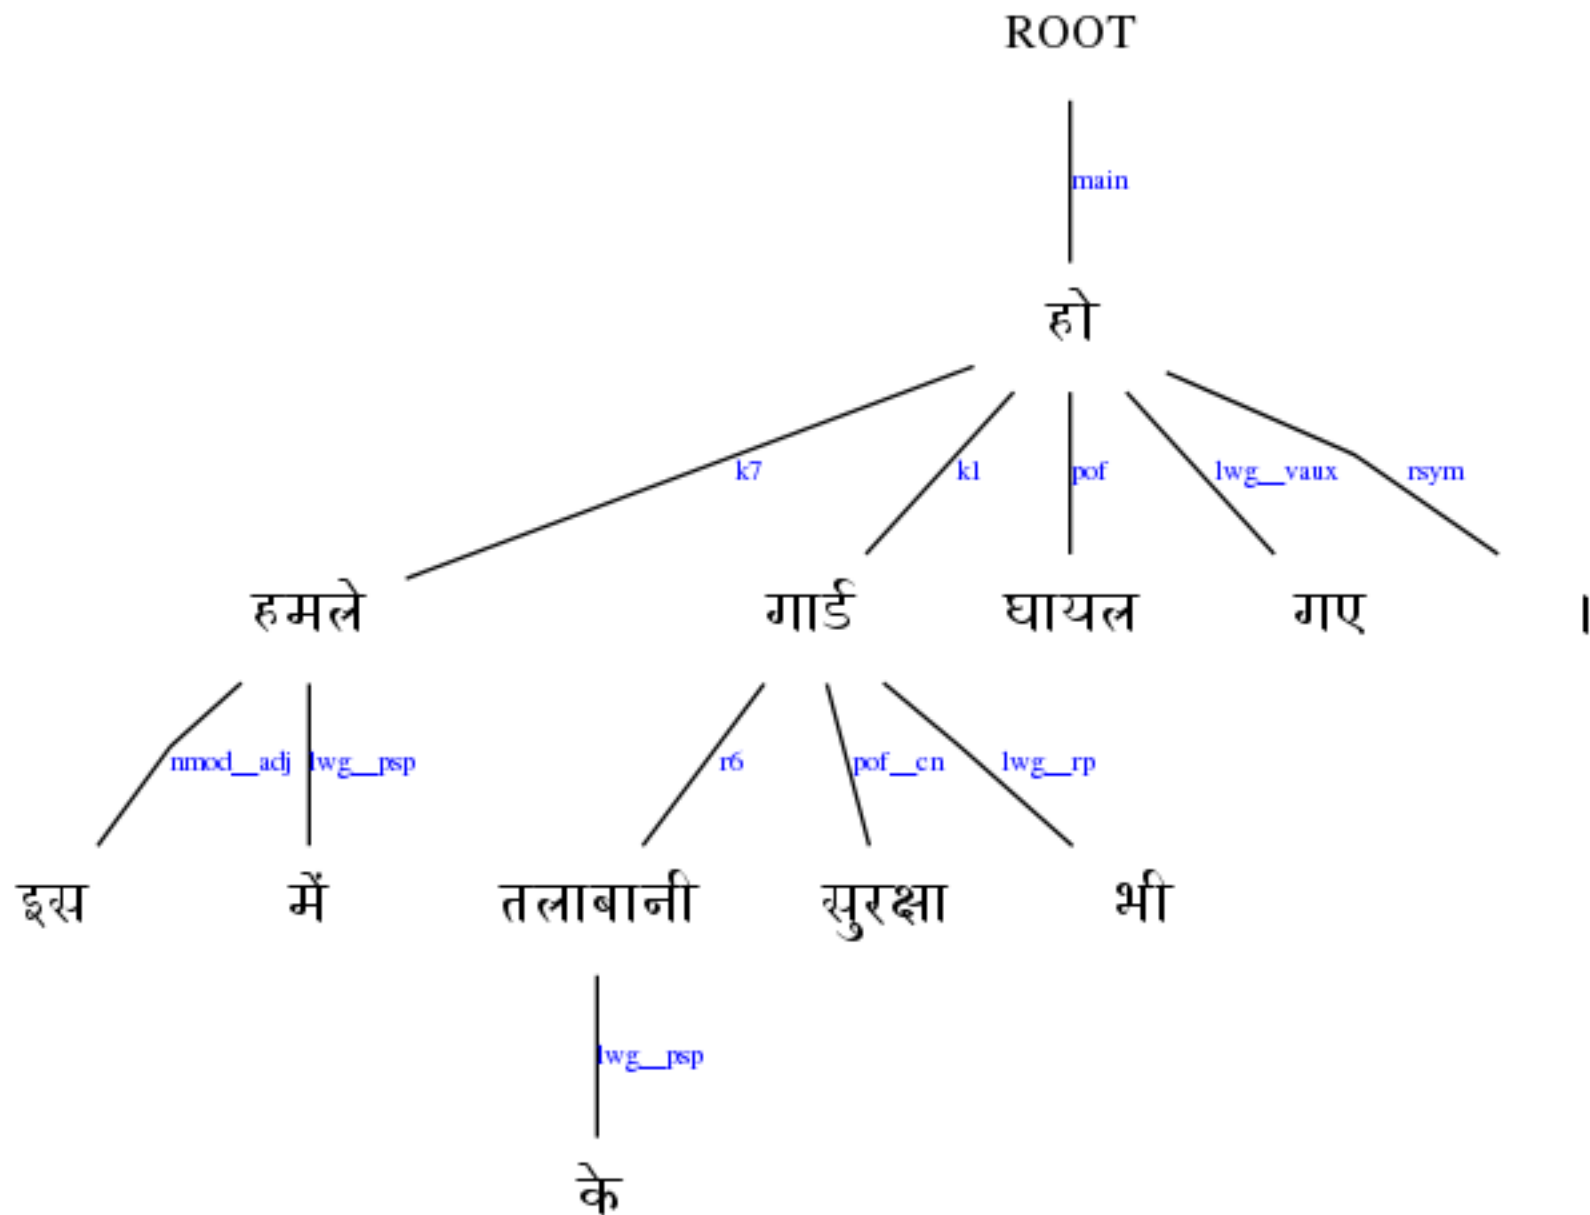 ROOT
main
हो
k7 k1 pof lwg__vaux rsym
हमले गार्ड घायल गए ।
nmod__adj lwg__psp r6 pof__cn lwg__rp
इस में तलाबानी सुरक्षा भी
lwg__psp
के